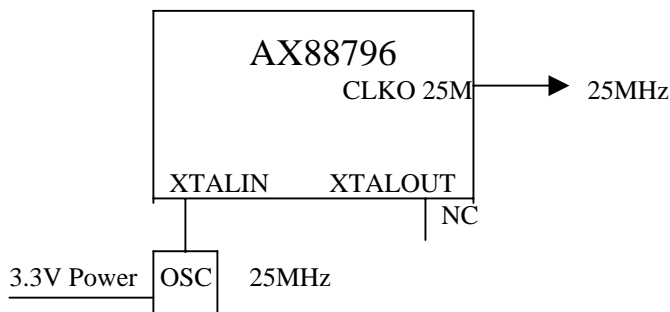 AX88796
CLKO 25M
25MHz
XTALIN
XTALOUT
NC
3.3V Power
OSC
25MHz